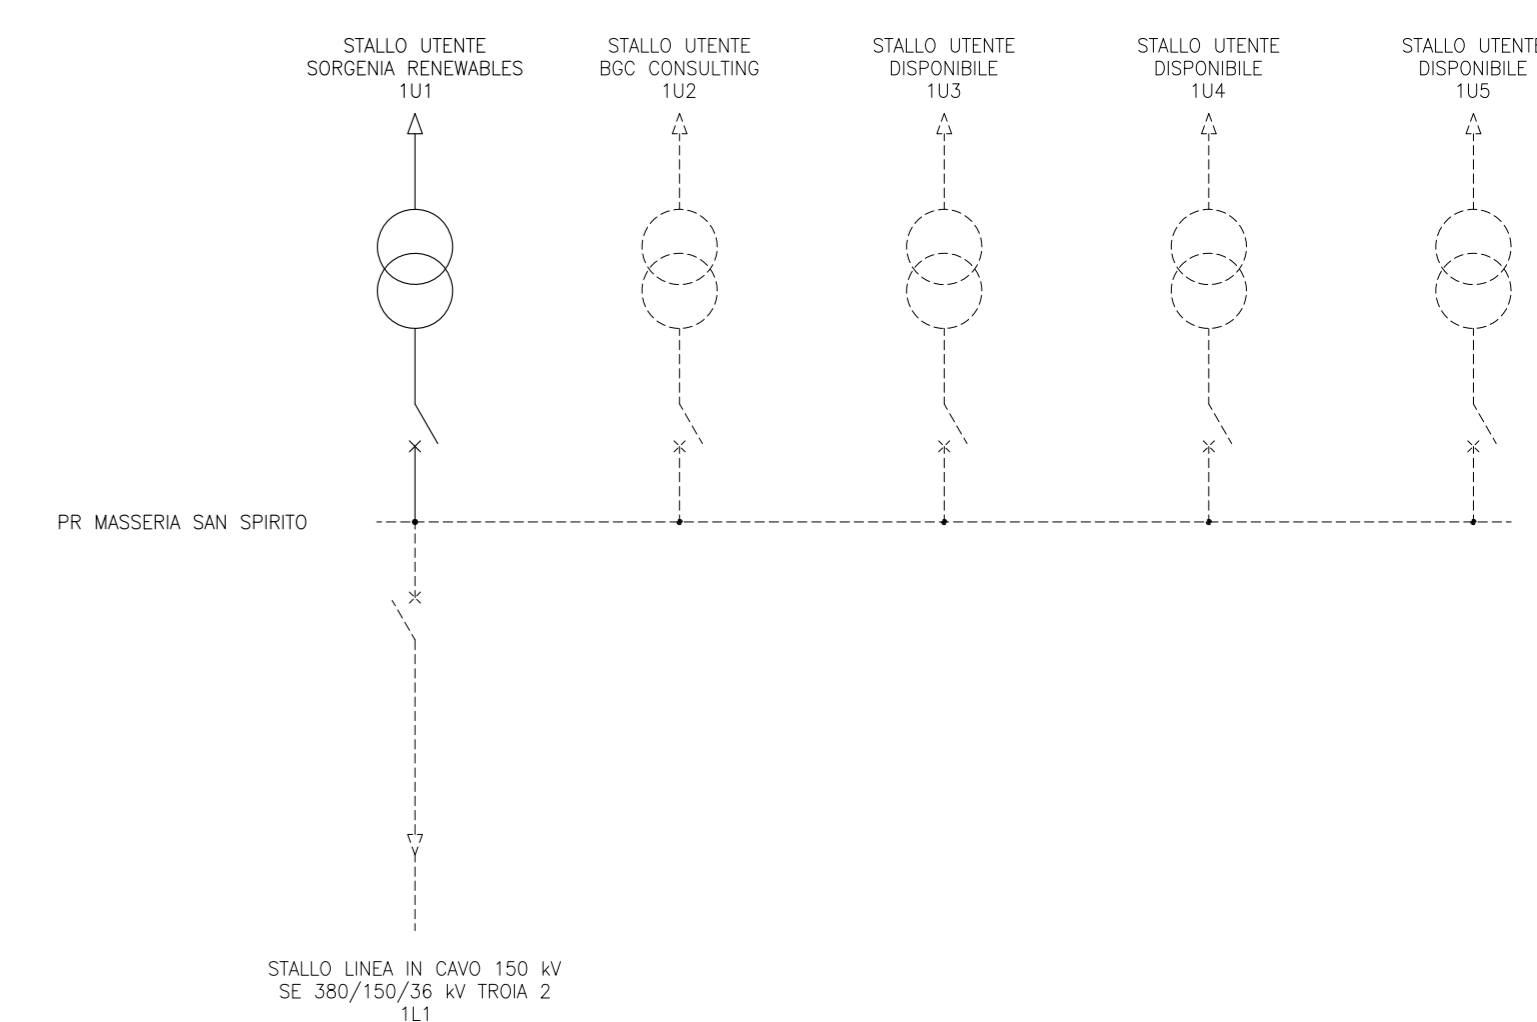 STALLO UTENTE
SORGENIA RENEWABLES
1U1
STALLO UTENTE
BGC CONSULTING
1U2
STALLO UTENTE
DISPONIBILE
1U3
STALLO UTENTE
DISPONIBILE
1U4
STALLO UTENTE
DISPONIBILE
1U5
PR MASSERIA SAN SPIRITO
STALLO LINEA IN CAVO 150 kV
SE 380/150/36 kV TROIA 2
1L1